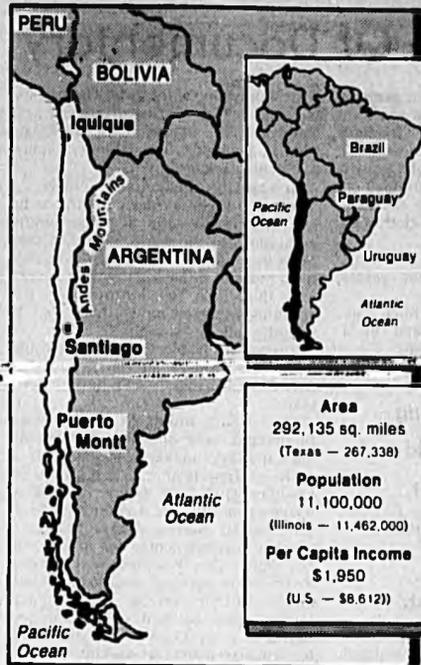 PERU
BOLIVIA
Iquique
Andes Mountains
ARGENTINA
Santiago
Puerto
Montt
Atlantic
Ocean
Pacific
Ocean
Brazil
Pacific
Ocean
Paraguay
Uruguay
Atlantic
Ocean
Area
292,135 sq. miles
(Texas — 267,338)
Population
11,100,000
(Illinois — 11,462,000)
Per Capita Income
$1,950
(U.S. — $8,612))